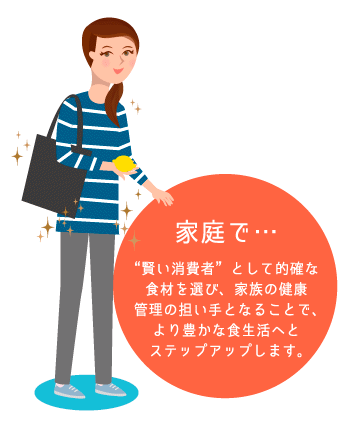 家庭で…
“賢い消費者”として的確な
食材を選び、家族の健康
管理の担い手となることで、
より豊かな食生活へと
ステップアップします。